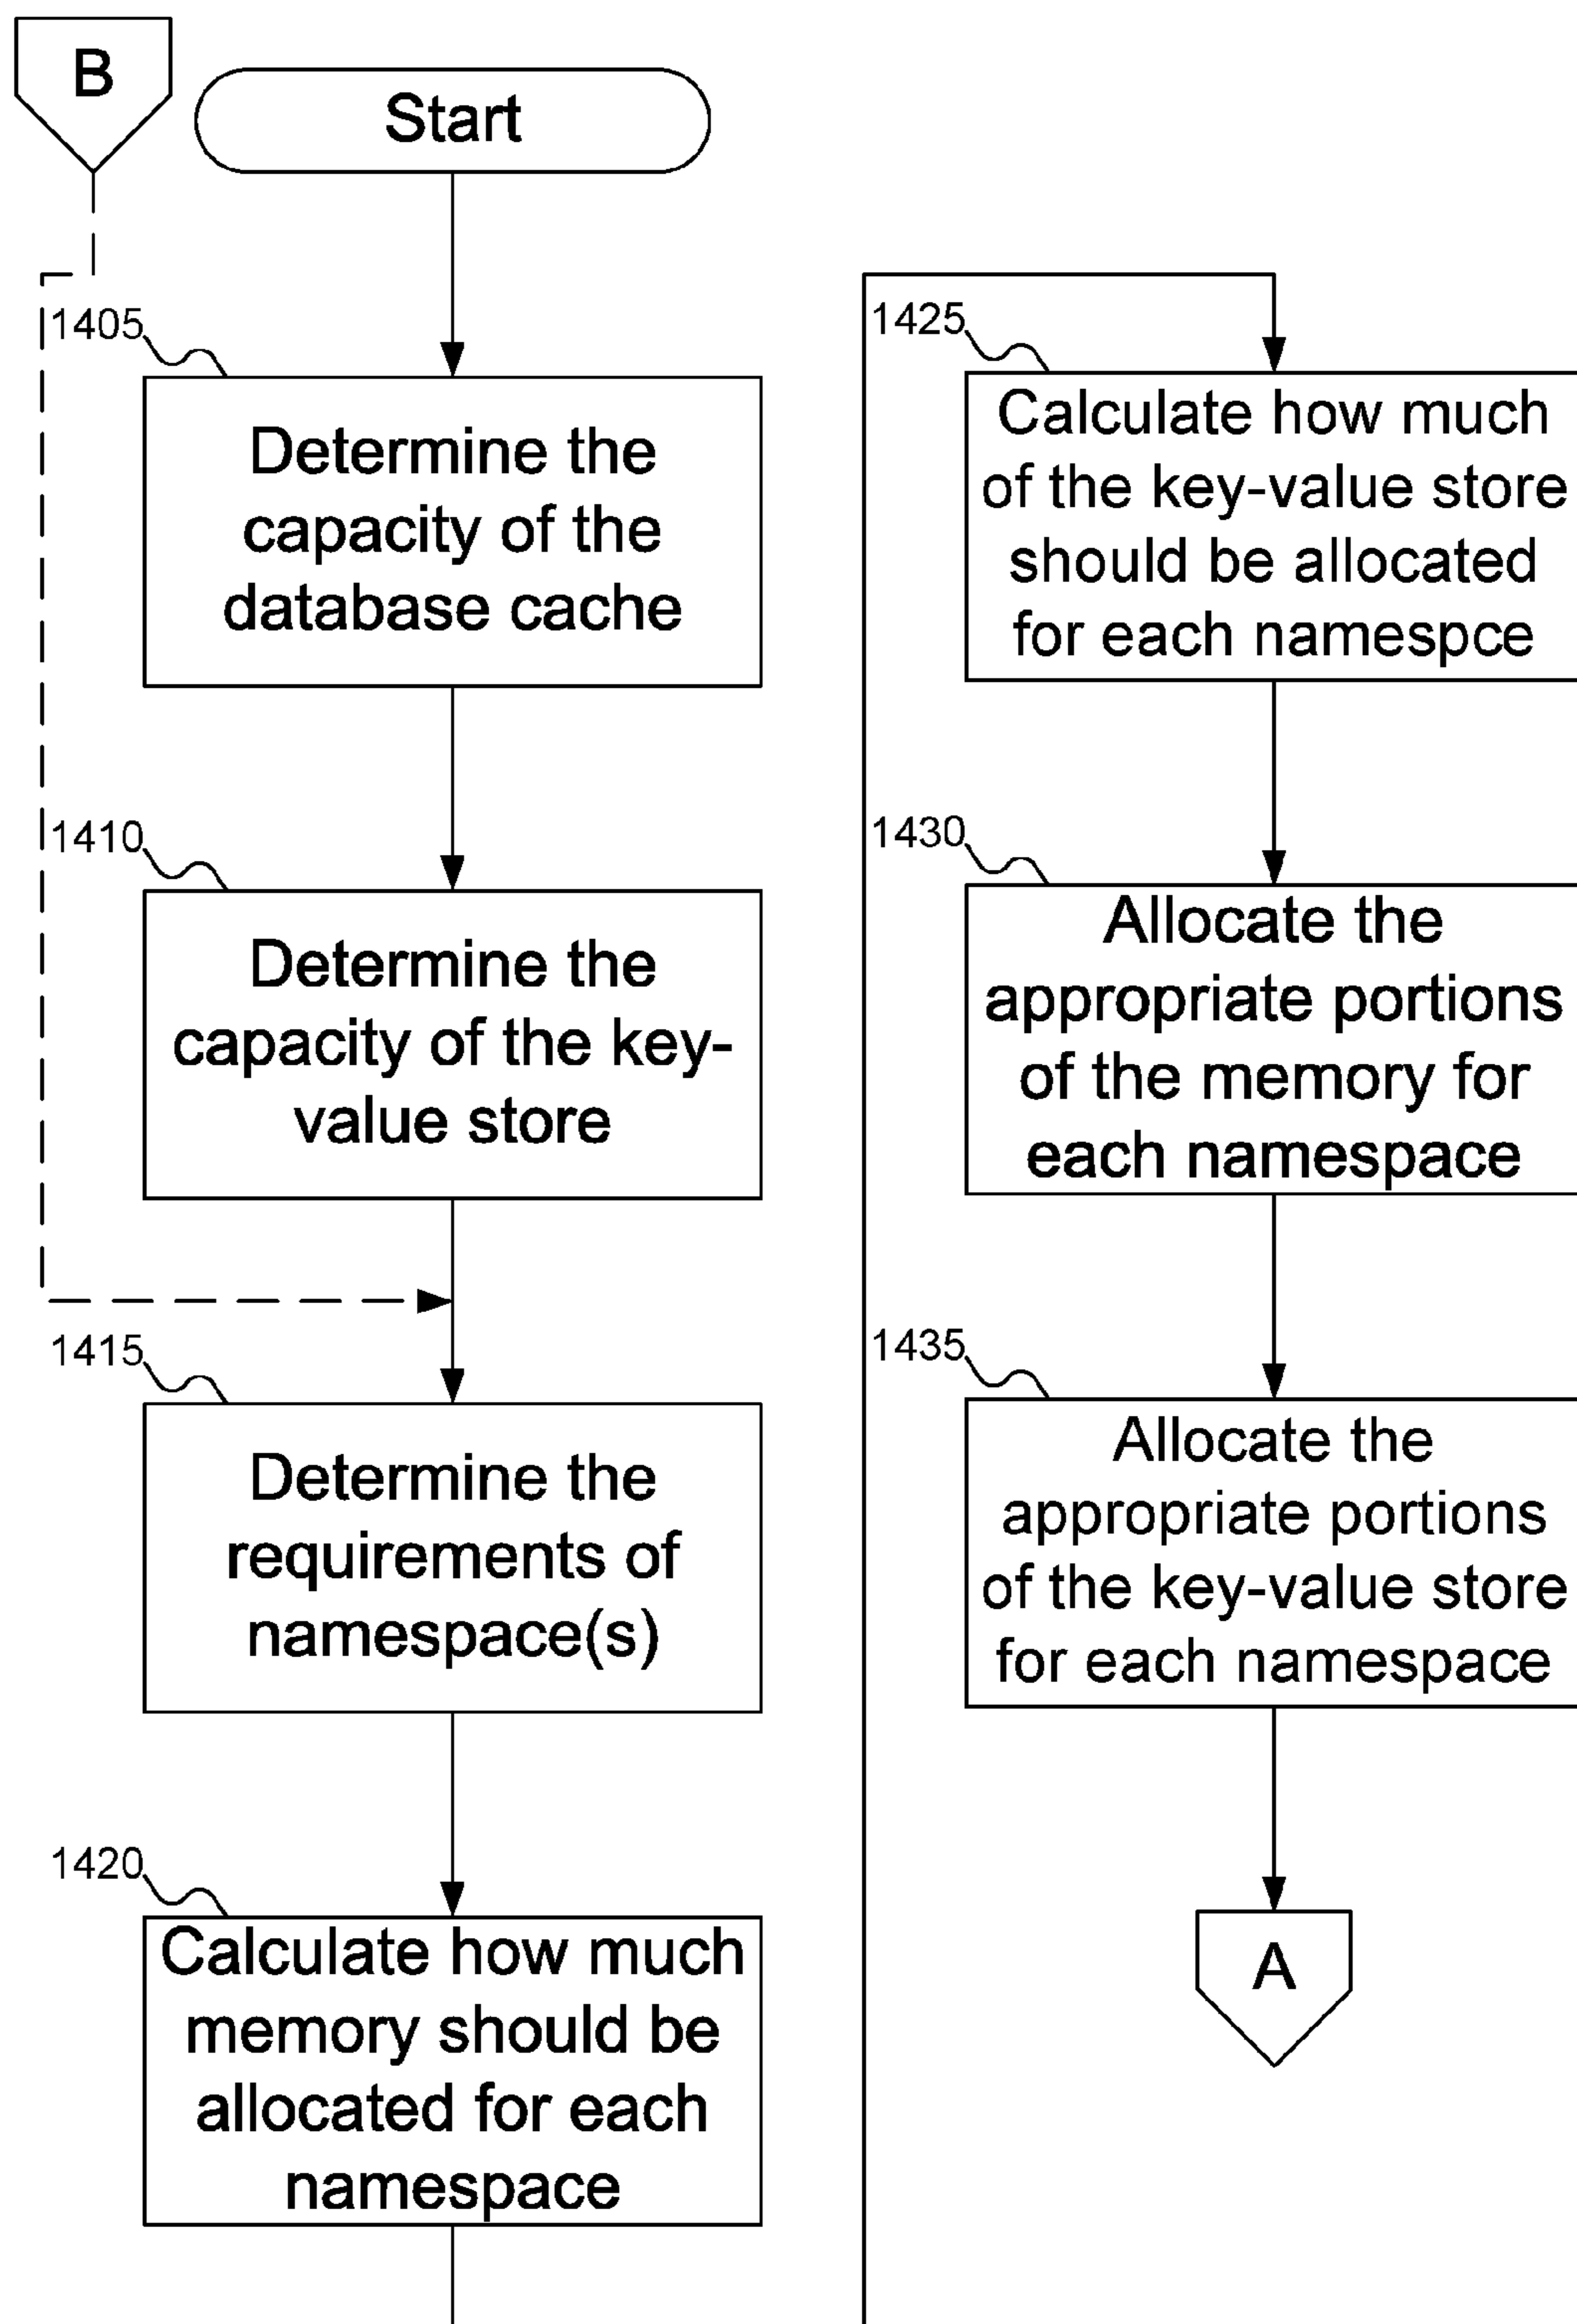 B
Start
1405
Determine the
capacity of the
database cache
1410
Determine the
capacity of the key-
value store
1415
Determine the
requirements of
namespace(s)
1420
Calculate how much
memory should be
allocated for each
namespace
1425
Calculate how much
of the key-value store
should be allocated
for each namespce
1430
Allocate the
appropriate portions
of the memory for
each namespace
1435
Allocate the
appropriate portions
of the key-value store
for each namespace
A